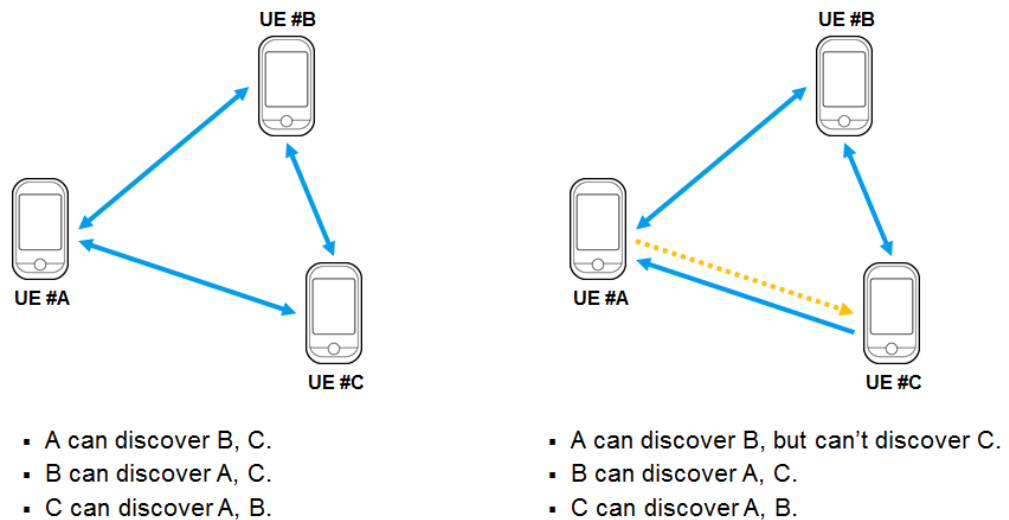 UE #B
UE #A
UE #C
▪ A can discover B, C.
▪ B can discover A, C.
▪ C can discover A, B.
UE #B
UE #A
UE #C
▪ A can discover B, but can't discover C.
▪ B can discover A, C.
▪ C can discover A, B.